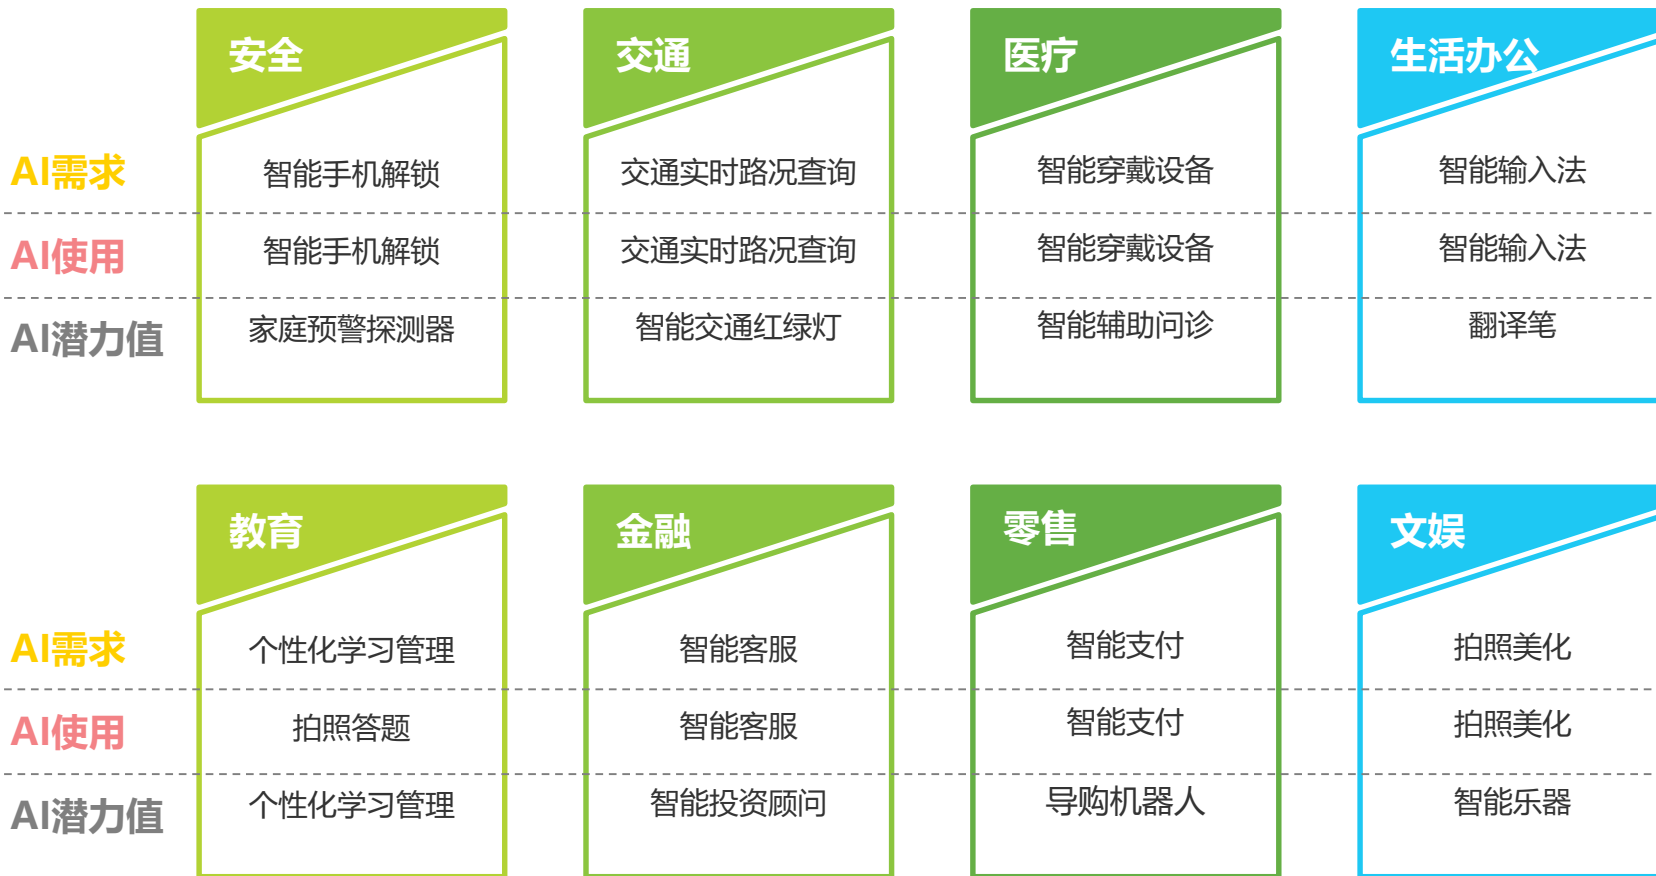 安全 交通 医疗 生活办公
AI需求 智能手机解锁 交通实时路况查询 智能穿戴设备 智能输入法
AI使用 智能手机解锁 交通实时路况查询 智能穿戴设备 智能输入法
AI潜力值 家庭预警探测器 智能交通红绿灯 智能辅助问诊 翻译笔
教育 金融 零售 文娱
AI需求 个性化学习管理 智能客服 智能支付 拍照美化
AI使用 拍照答题 智能客服 智能支付 拍照美化
AI潜力值 个性化学习管理 智能投资顾问 导购机器人 智能乐器